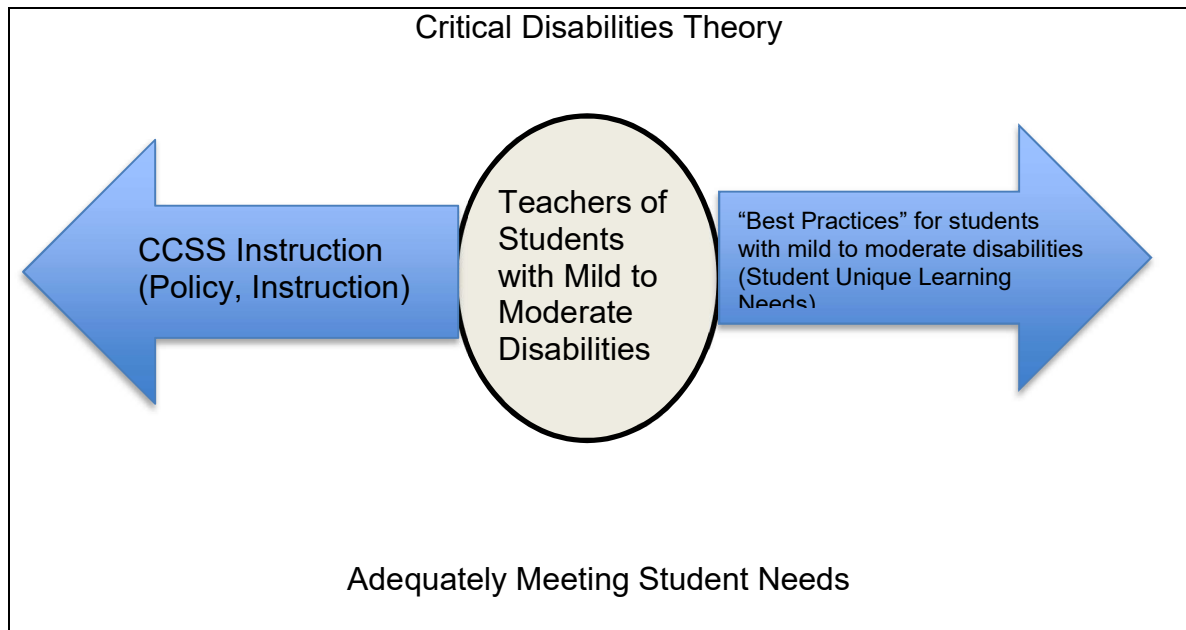 Critical Disabilities Theory
CCSS Instruction
(Policy, Instruction)
Teachers of
Students
with Mild to
Moderate
Disabilities
“Best Practices” for students
with mild to moderate disabilities
(Student Unique Learning
Needs)
Adequately Meeting Student Needs